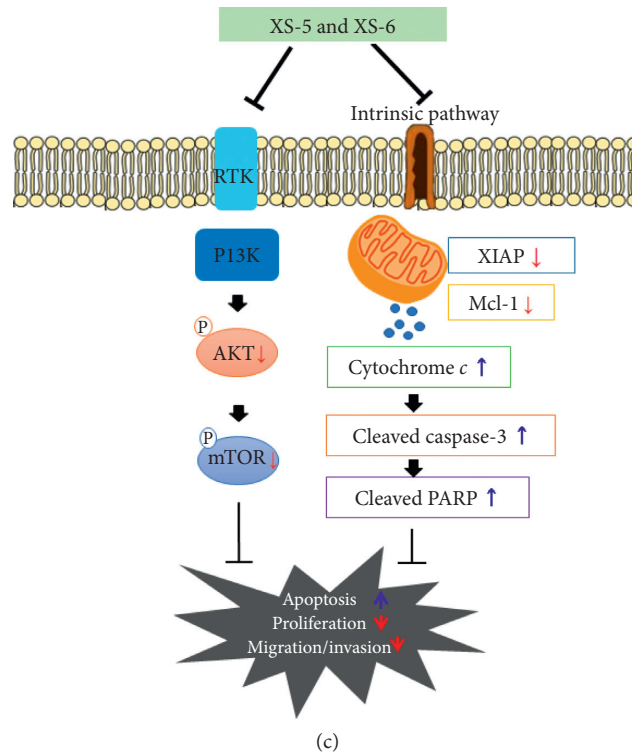 XS-5 and XS-6
Intrinsic pathway
RTK
P13K
P
AKT ↓
P
mTOR ↓
XIAP ↓
Mcl-1 ↓
Cytochrome c ↑
Cleaved caspase-3 ↑
Cleaved PARP ↑
Apoptosis ↑
Proliferation ↓
Migration/invasion ↓
(c)